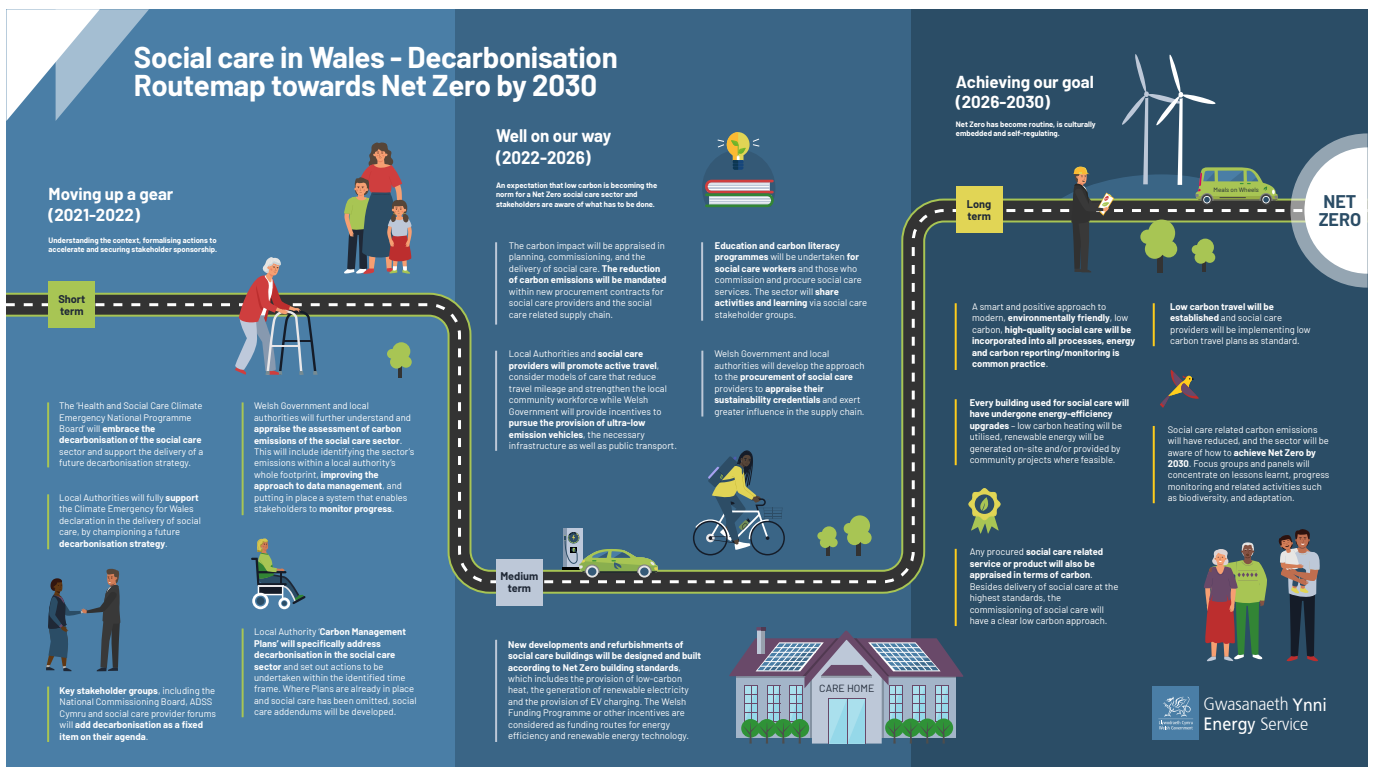 Social care in Wales - Decarbonisation
Routemap towards Net Zero by 2030
Moving up a gear
(2021-2022)
Understanding the context, formalising actions to
accelerate and securing stakeholder sponsorship.
Short
term
The ‘Health and Social Care Climate
Emergency National Programme
Board’ will embrace the
decarbonisation of the social care
sector and support the delivery of a
future decarbonisation strategy.
Local Authorities will fully support
the Climate Emergency for Wales
declaration in the delivery of social
care, by championing a future
decarbonisation strategy.
Key stakeholder groups, including the
National Commissioning Board, ADSS
Cymru and social care provider forums
will add decarbonisation as a fixed
item on their agenda.
Welsh Government and local
authorities will further understand and
appraise the assessment of carbon
emissions of the social care sector.
This will include identifying the sector’s
emissions within a local authority’s
whole footprint, improving the
approach to data management, and
putting in place a system that enables
stakeholders to monitor progress.
Local Authority ‘Carbon Management
Plans’ will specifically address
decarbonisation in the social care
sector and set out actions to be
undertaken within the identified time
frame. Where Plans are already in place
and social care has been omitted, social
care addendums will be developed.
Well on our way
(2022-2026)
An expectation that low carbon is becoming the
norm for a Net Zero social care sector and
stakeholders are aware of what has to be done.
The carbon impact will be appraised in
planning, commissioning, and the
delivery of social care. The reduction
of carbon emissions will be mandated
within new procurement contracts for
social care providers and the social
care related supply chain.
Local Authorities and social care
providers will promote active travel,
consider models of care that reduce
travel mileage and strengthen the local
community workforce while Welsh
Government will provide incentives to
pursue the provision of ultra-low
emission vehicles, the necessary
infrastructure as well as public transport.
Education and carbon literacy
programmes will be undertaken for
social care workers and those who
commission and procure social care
services. The sector will share
activities and learning via social care
stakeholder groups.
Welsh Government and local
authorities will develop the approach
to the procurement of social care
providers to appraise their
sustainability credentials and exert
greater influence in the supply chain.
Medium
term
New developments and refurbishments of
social care buildings will be designed and built
according to Net Zero building standards,
which includes the provision of low-carbon
heat, the generation of renewable electricity
and the provision of EV charging. The Welsh
Funding Programme or other incentives are
considered as funding routes for energy
efficiency and renewable energy technology.
CARE HOME
Achieving our goal
(2026-2030)
Net Zero has become routine, is culturally
embedded and self-regulating.
Long
term
Meals on Wheels
NET
ZERO
A smart and positive approach to
modern, environmentally friendly, low
carbon, high-quality social care will be
incorporated into all processes, energy
and carbon reporting/monitoring is
common practice.
Every building used for social care will
have undergone energy-efficiency
upgrades – low carbon heating will be
utilised, renewable energy will be
generated on-site and/or provided by
community projects where feasible.
Any procured social care related
service or product will also be
appraised in terms of carbon.
Besides delivery of social care at the
highest standards, the
commissioning of social care will
have a clear low carbon approach.
Low carbon travel will be
established and social care
providers will be implementing low
carbon travel plans as standard.
Social care related carbon emissions
will have reduced, and the sector will be
aware of how to achieve Net Zero by
2030. Focus groups and panels will
concentrate on lessons learnt, progress
monitoring and related activities such
as biodiversity, and adaptation.
Llywodraeth Cymru
Welsh Government
Gwasanaeth Ynni
Energy Service